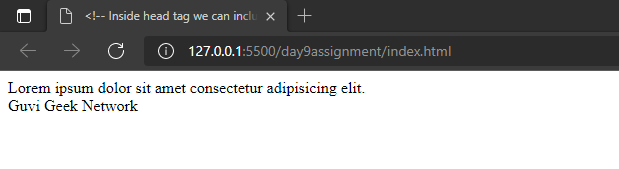 <!-- Inside head tag we can inclu
127.0.0.1:5500/day9assignment/index.html
Lorem ipsum dolor sit amet consectetur adipisicing elit.
Guvi Geek Network